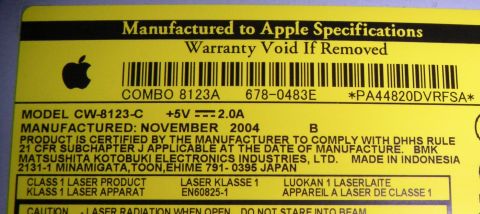 Manufactured to Apple Specifications
Warranty Void If Removed
COMBO 8123A 678-0483E *PA44820DVRFSA*
MODEL CW-8123-C +5V 2.0A
MANUFACTURED: NOVEMBER 2004 B
PRODUCT IS CERTIFIED BY THE MANUFACTURER TO COMPLY WITH DHHS RULE
21 CFR SUBCHAPTER J APPLICABLE AT THE DATE OF MANUFACTURE. BMK
MATSUSHITA KOTOBUKI ELECTRONICS INDUSTRIES, LTD. MADE IN INDONESIA
2131-1 MINAMIGATA,TOON,EHIME 791-0395 JAPAN
CLASS 1 LASER PRODUCT LASER KLASSE 1 LUOKAN 1 LASERLAITE
KLASS 1 LASER APPARAT EN60825-1 APPAREIL A LASER DE CLASSE 1
CAUTION - LASER RADIATION WHEN OPEN DO NOT STARE INTO BEAM